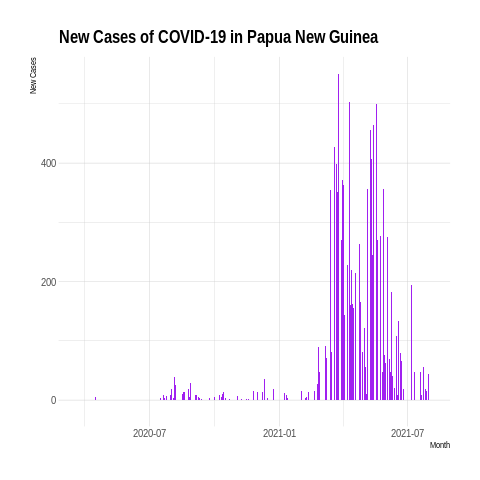 New Cases of COVID-19 in Papua New Guinea
New Cases
400
200
0
2020-07
2021-01
2021-07
Month